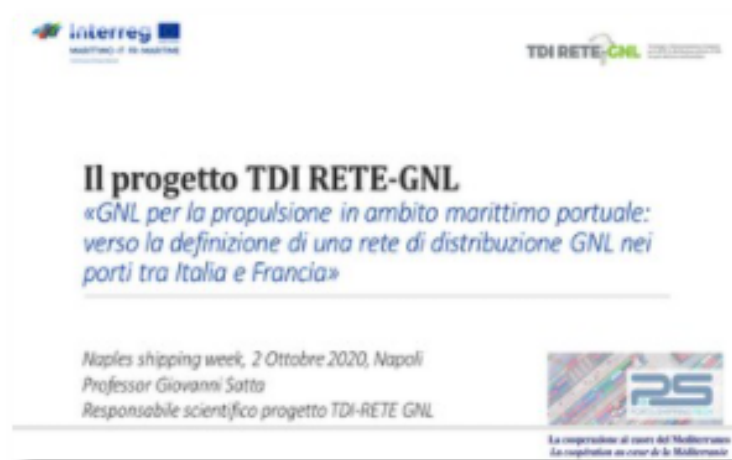 Interreg
MARITTIMO-IT FR-MARITIME
TDI RETE-GNL
Il progetto TDI RETE-GNL
«GNL per la propulsione in ambito marittimo portuale:
verso la definizione di una rete di distribuzione GNL nei
porti tra Italia e Francia»
Naples shipping week, 2 Ottobre 2020, Napoli
Professor Giovanni Satta
Responsabile scientifico progetto TDI-RETE GNL
La cooperazione al cuore del Mediterraneo
La coopération au cœur de la Méditerranée